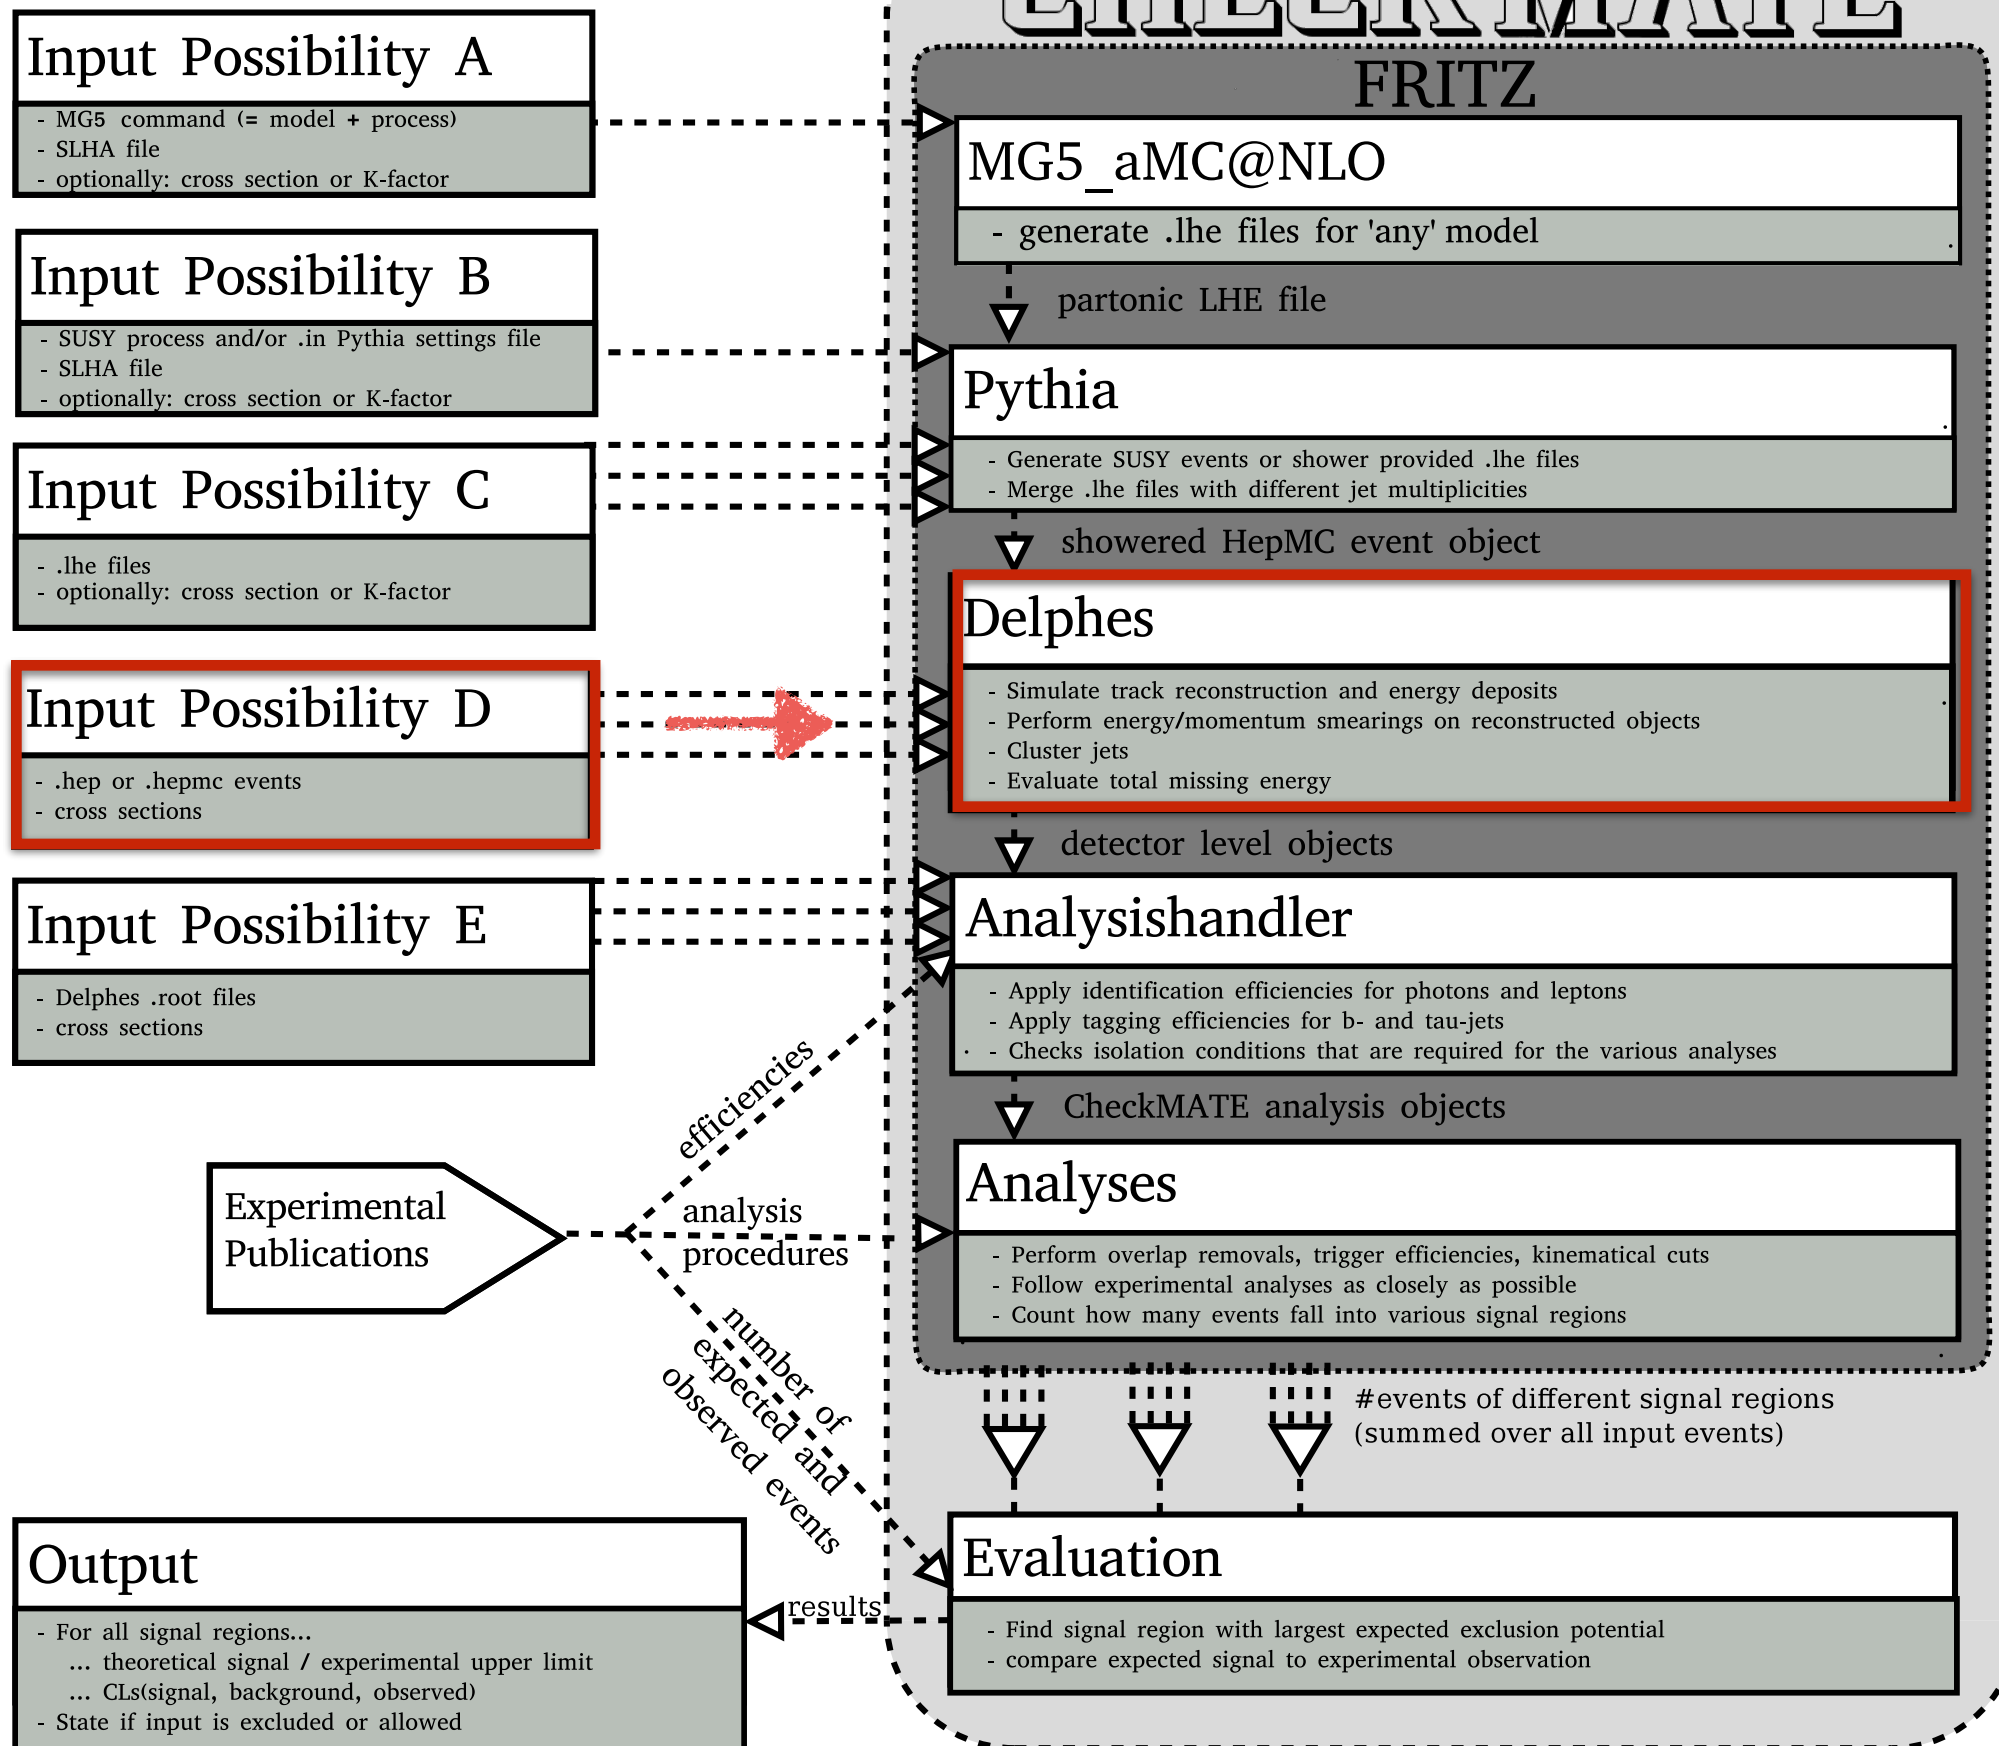 CHECKMATE
Input Possibility A
- MG5 command (= model + process)
- SLHA file
- optionally: cross section or K-factor
Input Possibility B
- SUSY process and/or .in Pythia settings file
- SLHA file
- optionally: cross section or K-factor
Input Possibility C
- .lhe files
- optionally: cross section or K-factor
Input Possibility D
- .hep or .hepmc events
- cross sections
Input Possibility E
- Delphes .root files
- cross sections
Experimental
Publications
efficiencies
analysis
procedures
number of
expected and
observed events
FRITZ
MG5_aMC@NLO
- generate .lhe files for 'any' model
partonic LHE file
Pythia
- Generate SUSY events or shower provided .lhe files
- Merge .lhe files with different jet multiplicities
showered HepMC event object
Delphes
- Simulate track reconstruction and energy deposits
- Perform energy/momentum smearings on reconstructed objects
- Cluster jets
- Evaluate total missing energy
detector level objects
Analysishandler
- Apply identification efficiencies for photons and leptons
- Apply tagging efficiencies for b- and tau-jets
- Checks isolation conditions that are required for the various analyses
CheckMATE analysis objects
Analyses
- Perform overlap removals, trigger efficiencies, kinematical cuts
- Follow experimental analyses as closely as possible
- Count how many events fall into various signal regions
#events of different signal regions
(summed over all input events)
Evaluation
- Find signal region with largest expected exclusion potential
- compare expected signal to experimental observation
results
Output
- For all signal regions...
... theoretical signal / experimental upper limit
... CLs(signal, background, observed)
- State if input is excluded or allowed